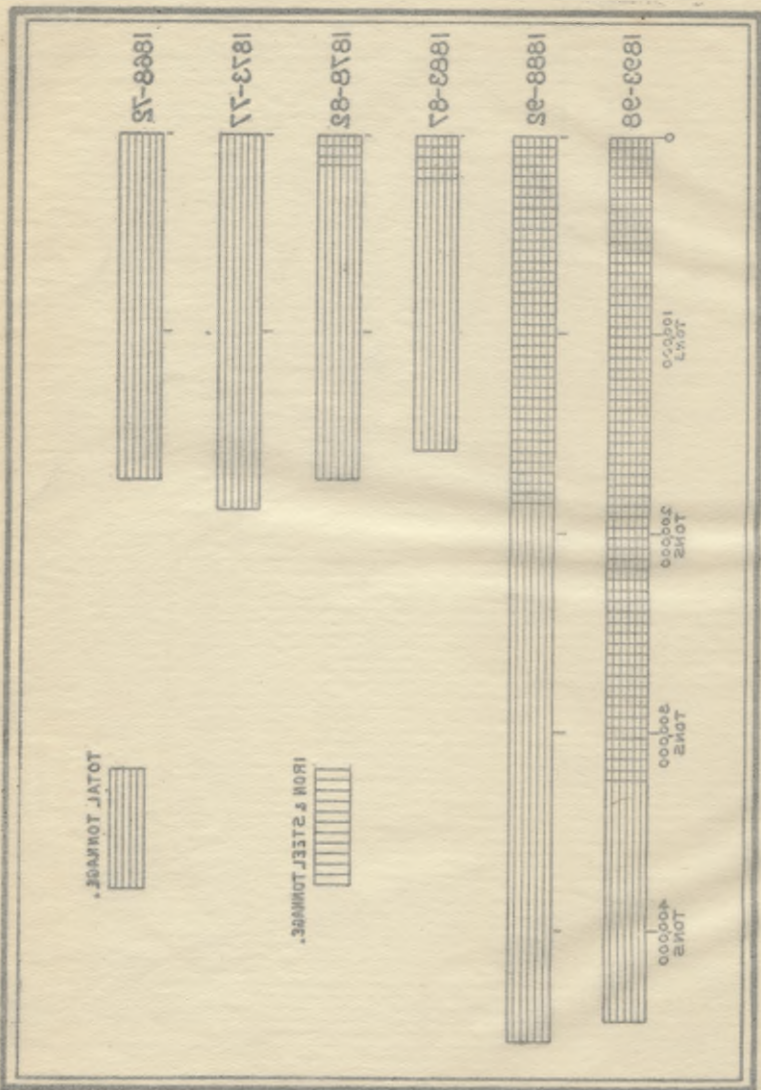 1868-72
1873-77
1878-82
1883-87
1888-92
1893-98
TOTAL TONNAGE.
IRON & STEEL TONNAGE.
0
100,000
TONS
200,000
TONS
300,000
TONS
400,000
TONS